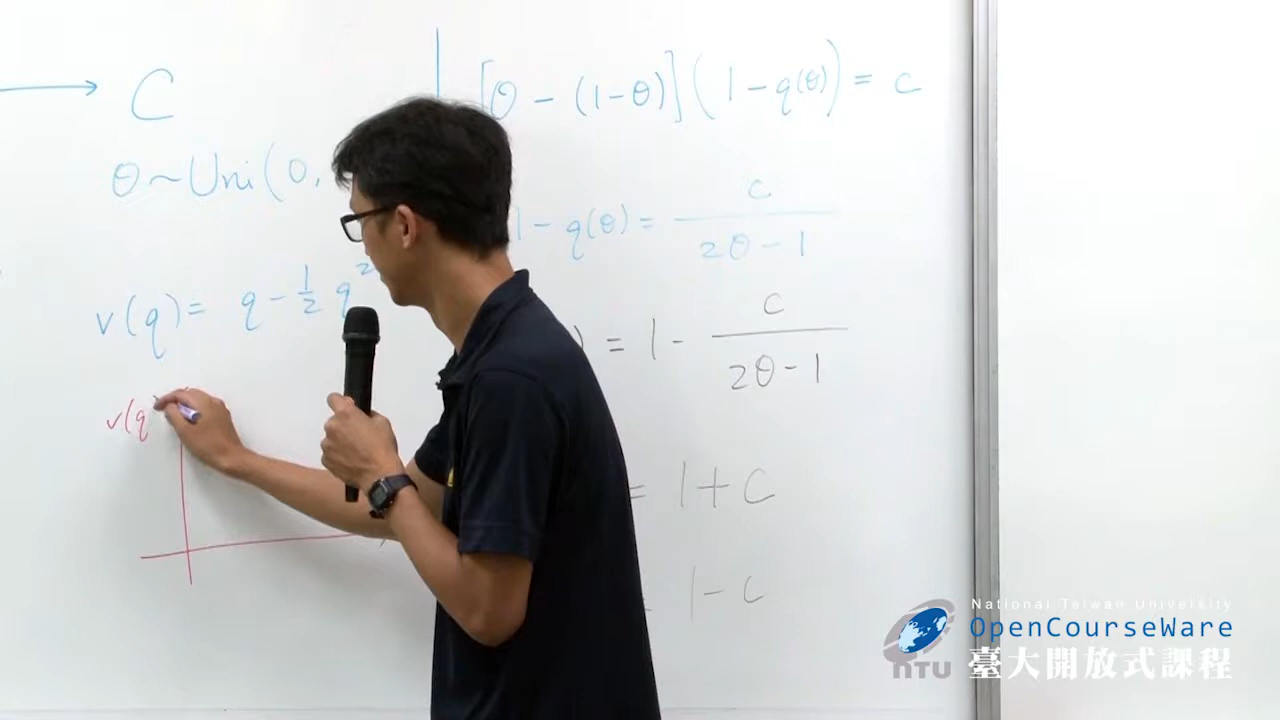 C
θ ~ Uni(0,
v(q) = q - 1/2 q²
v(q
[θ - (1-θ)](1 - q(θ)) = c
1 - q(θ) = c / (2θ - 1)
) = 1 - c / (2θ - 1)
= 1 + c
1 - c
National Taiwan University
OpenCourseWare
NTU 臺大開放式課程